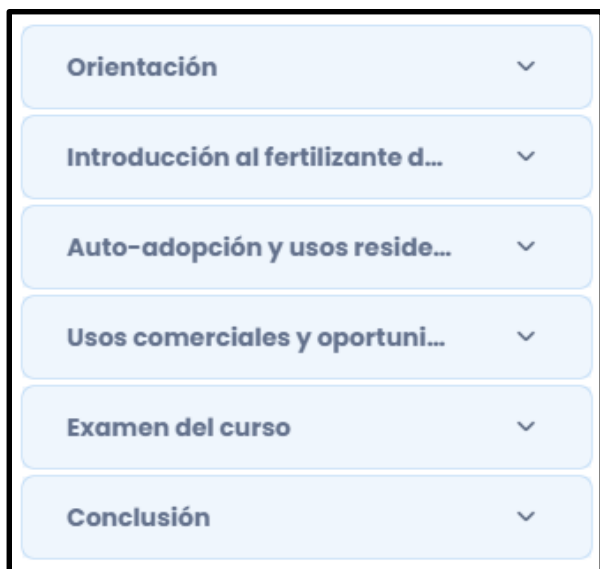 Orientación
Introducción al fertilizante d...
Auto-adopción y usos reside...
Usos comerciales y oportuni...
Examen del curso
Conclusión